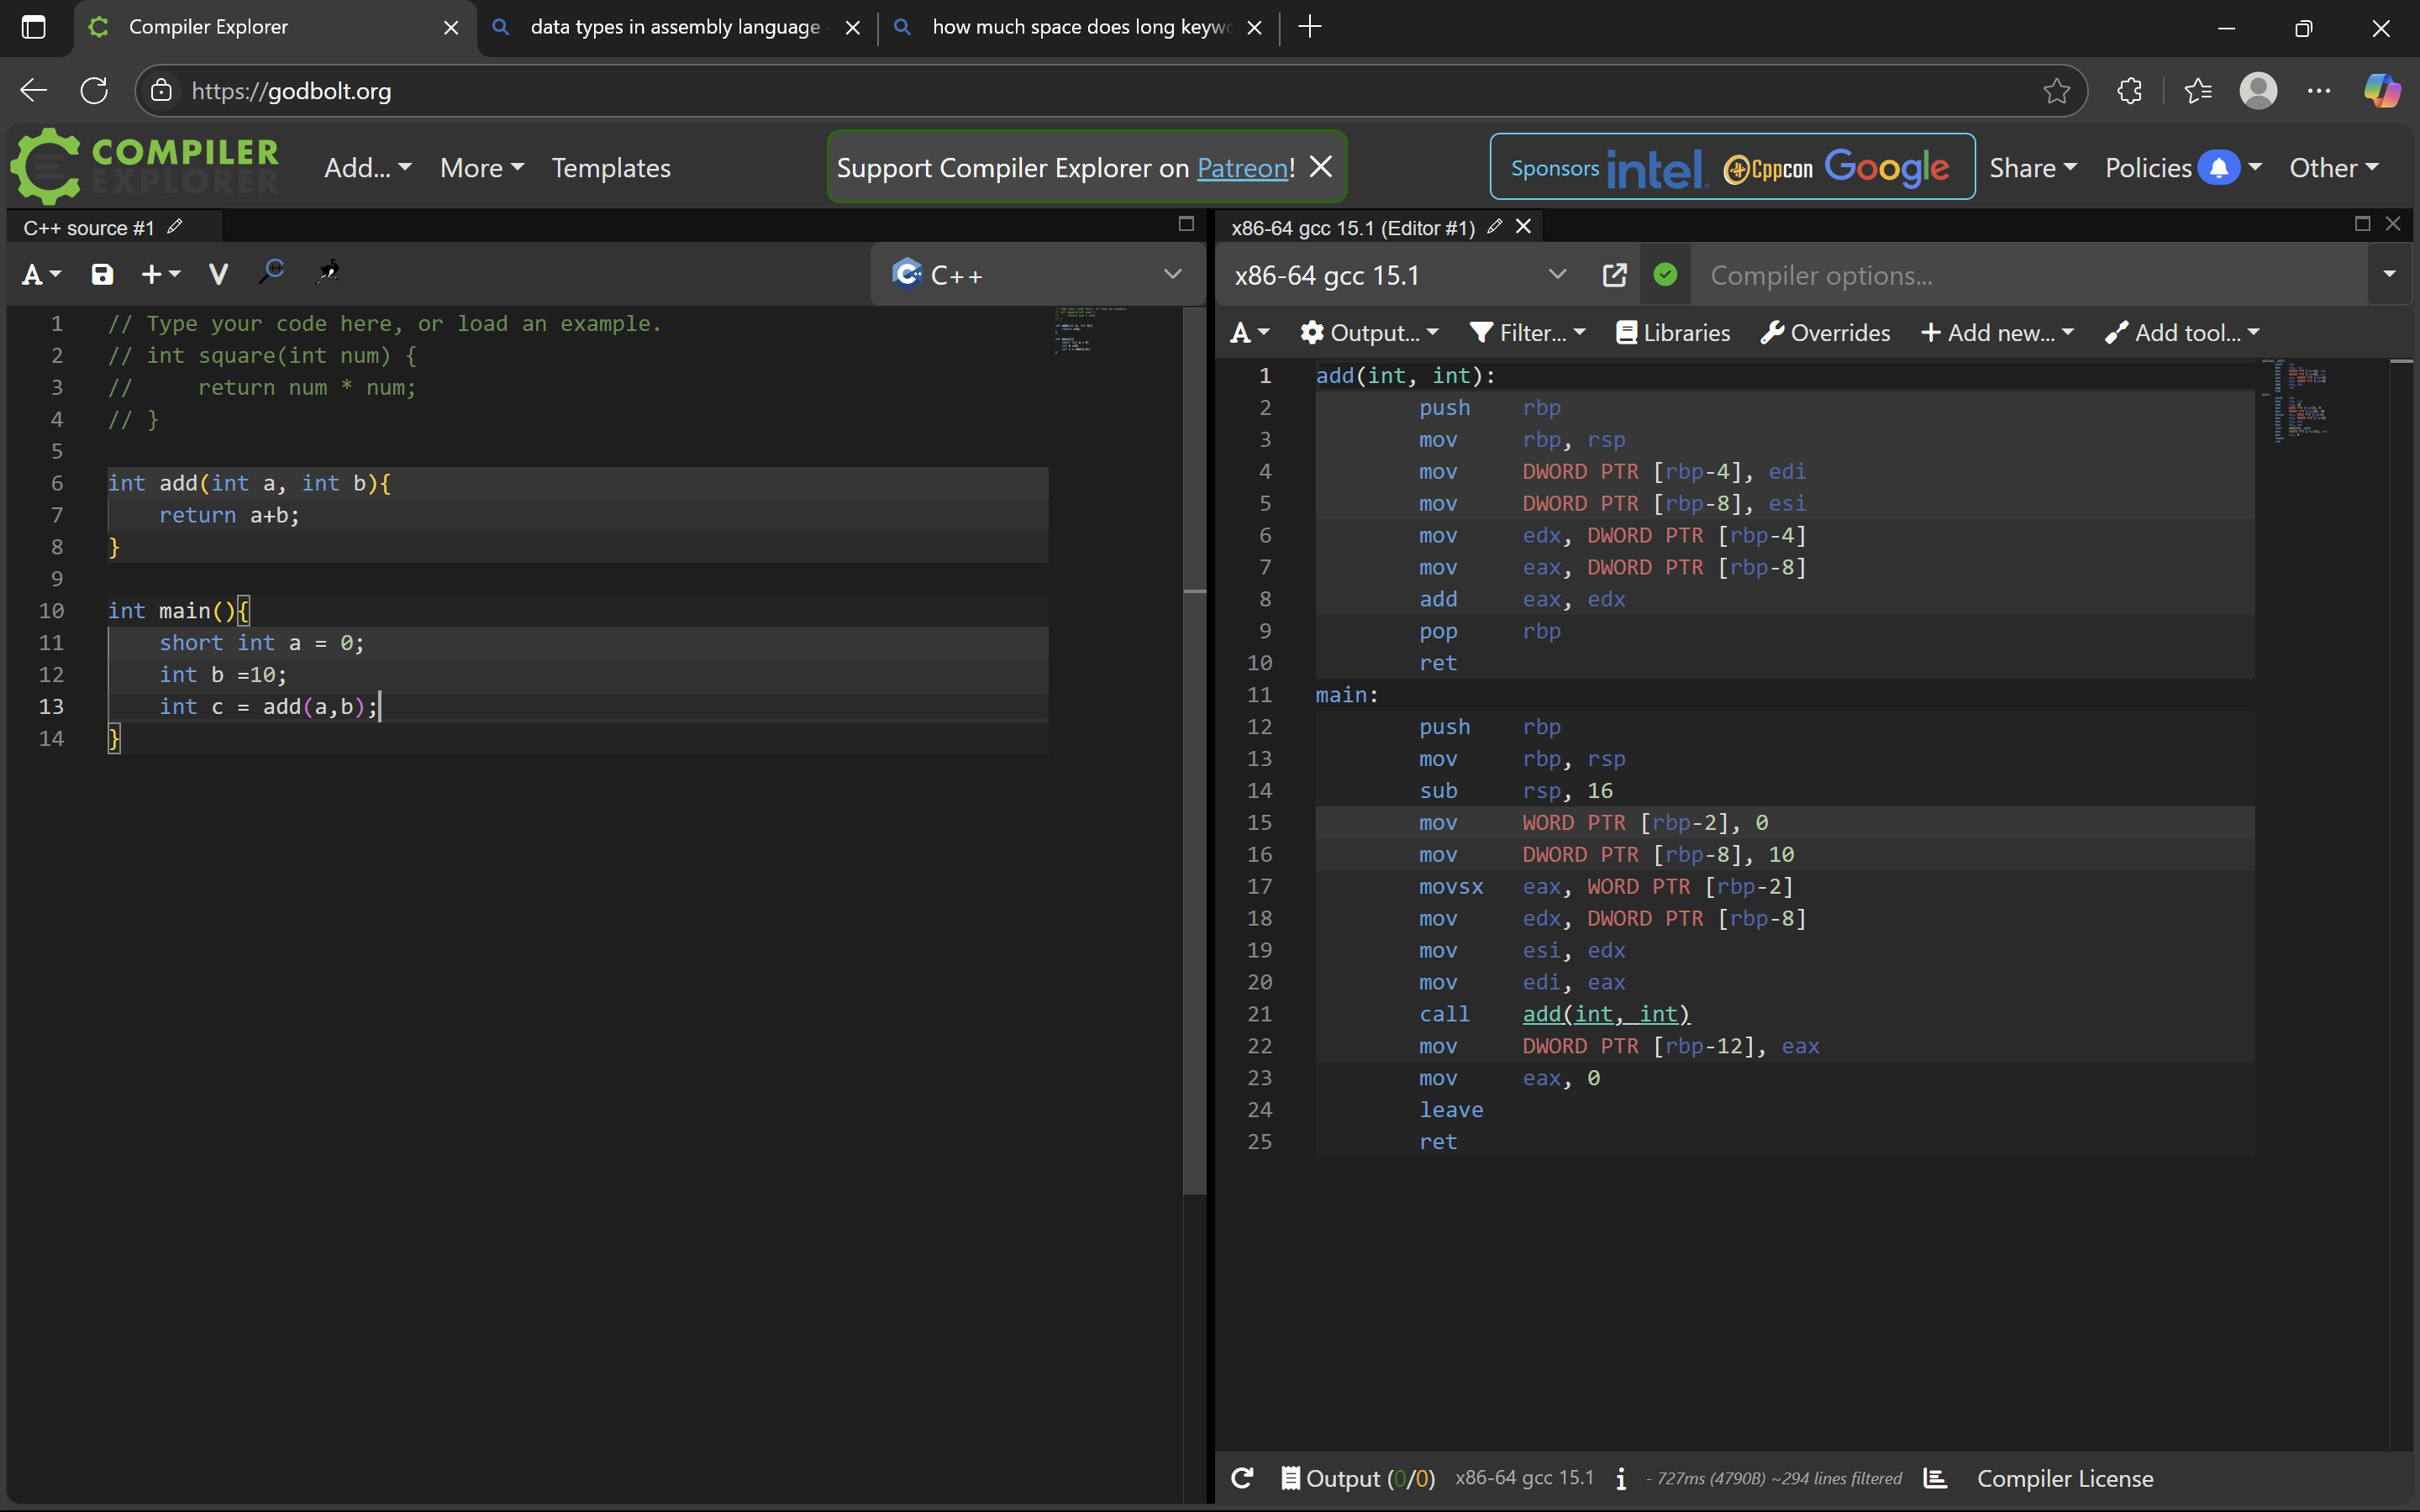 Compiler Explorer
data types in assembly language
how much space does long keyw
https://godbolt.org
COMPILER
EXPLORER
Add...
More
Templates
Support Compiler Explorer on Patreon!
Sponsors intel. Cppcon Google
Share
Policies
Other
C++ source #1
A
C++
1 // Type your code here, or load an example.
2 // int square(int num) {
3 //     return num * num;
4 // }
5
6 int add(int a, int b){
7     return a+b;
8 }
9
10 int main(){
11     short int a = 0;
12     int b =10;
13     int c = add(a,b);
14 }
x86-64 gcc 15.1 (Editor #1)
x86-64 gcc 15.1
Compiler options...
A
Output...
Filter...
Libraries
Overrides
Add new...
Add tool...
1 add(int, int):
2         push    rbp
3         mov     rbp, rsp
4         mov     DWORD PTR [rbp-4], edi
5         mov     DWORD PTR [rbp-8], esi
6         mov     edx, DWORD PTR [rbp-4]
7         mov     eax, DWORD PTR [rbp-8]
8         add     eax, edx
9         pop     rbp
10         ret
11 main:
12         push    rbp
13         mov     rbp, rsp
14         sub     rsp, 16
15         mov     WORD PTR [rbp-2], 0
16         mov     DWORD PTR [rbp-8], 10
17         movsx   eax, WORD PTR [rbp-2]
18         mov     edx, DWORD PTR [rbp-8]
19         mov     esi, edx
20         mov     edi, eax
21         call    add(int, int)
22         mov     DWORD PTR [rbp-12], eax
23         mov     eax, 0
24         leave
25         ret
Output (0/0) x86-64 gcc 15.1 i - 727ms (4790B) ~294 lines filtered Compiler License